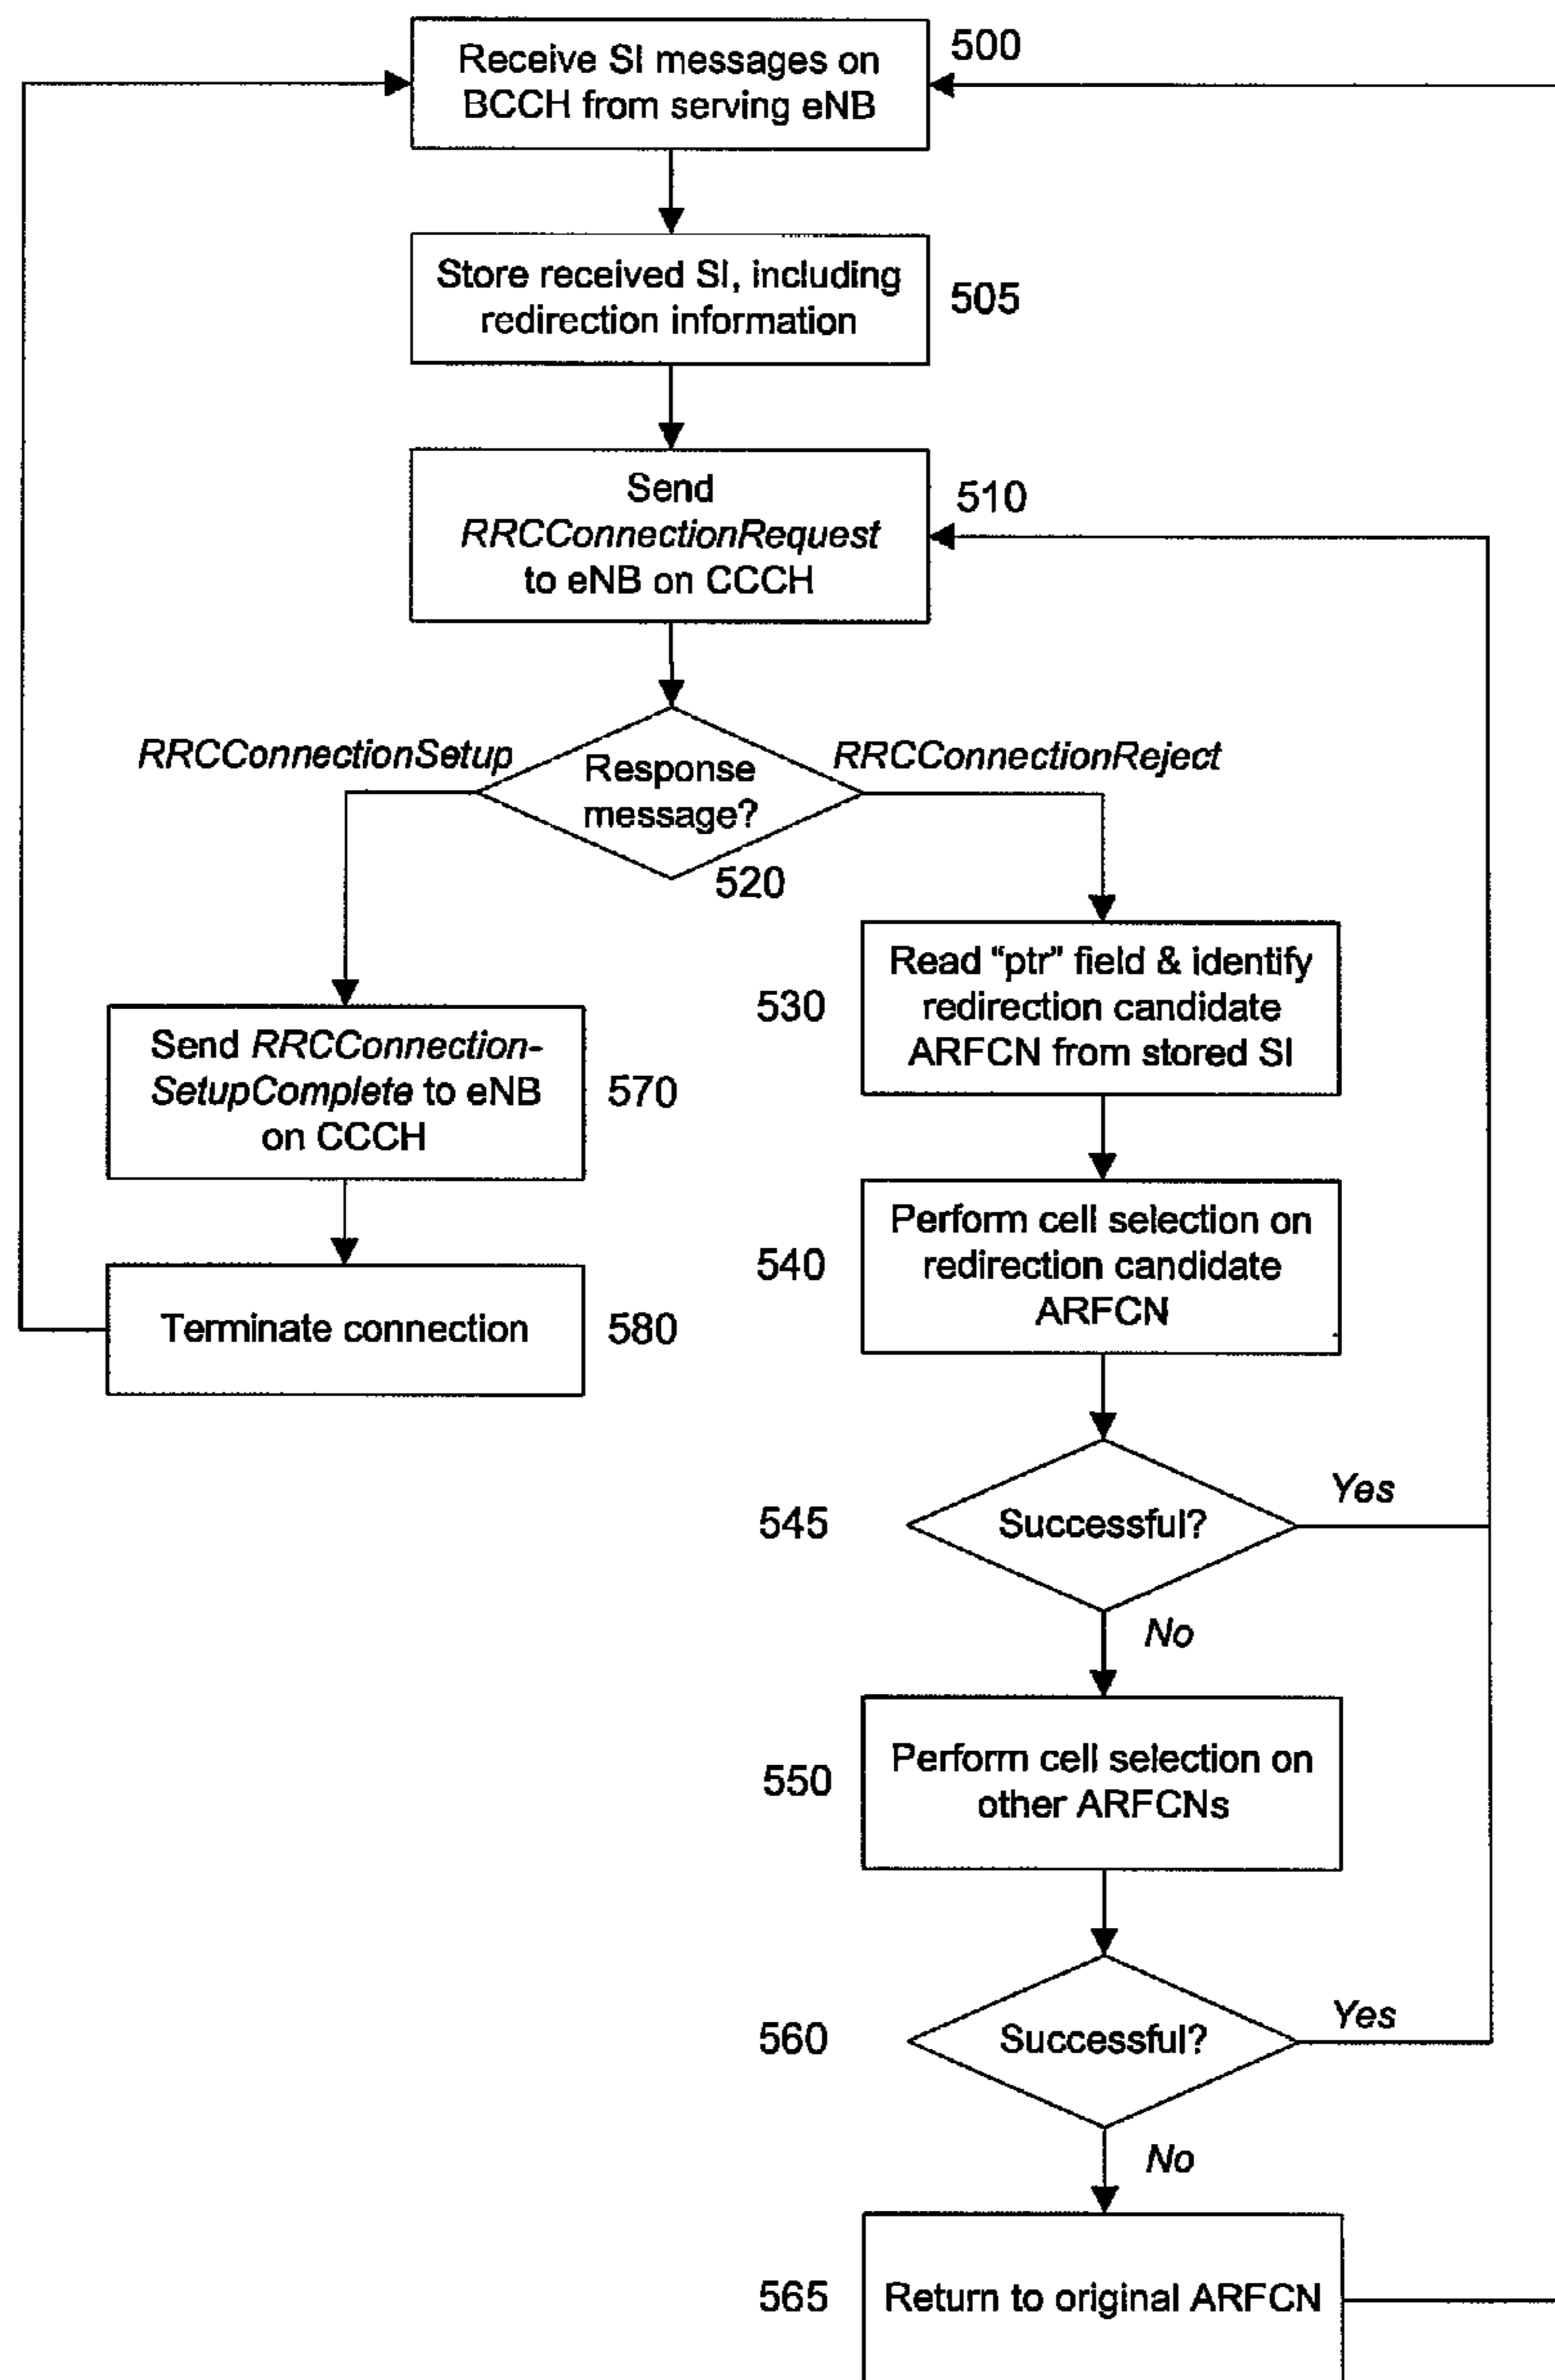 Receive SI messages on
BCCH from serving eNB
500
Store received SI, including
redirection information
505
Send
RRCConnectionRequest
to eNB on CCCH
510
RRCConnectionSetup
Response
message?
RRCConnectionReject
520
Read “ptr” field & identify
redirection candidate
ARFCN from stored SI
530
Send RRCConnection-
SetupComplete to eNB
on CCCH
570
Perform cell selection on
redirection candidate
ARFCN
540
Terminate connection
580
545
Successful?
Yes
No
550
Perform cell selection on
other ARFCNs
560
Successful?
Yes
No
565
Return to original ARFCN